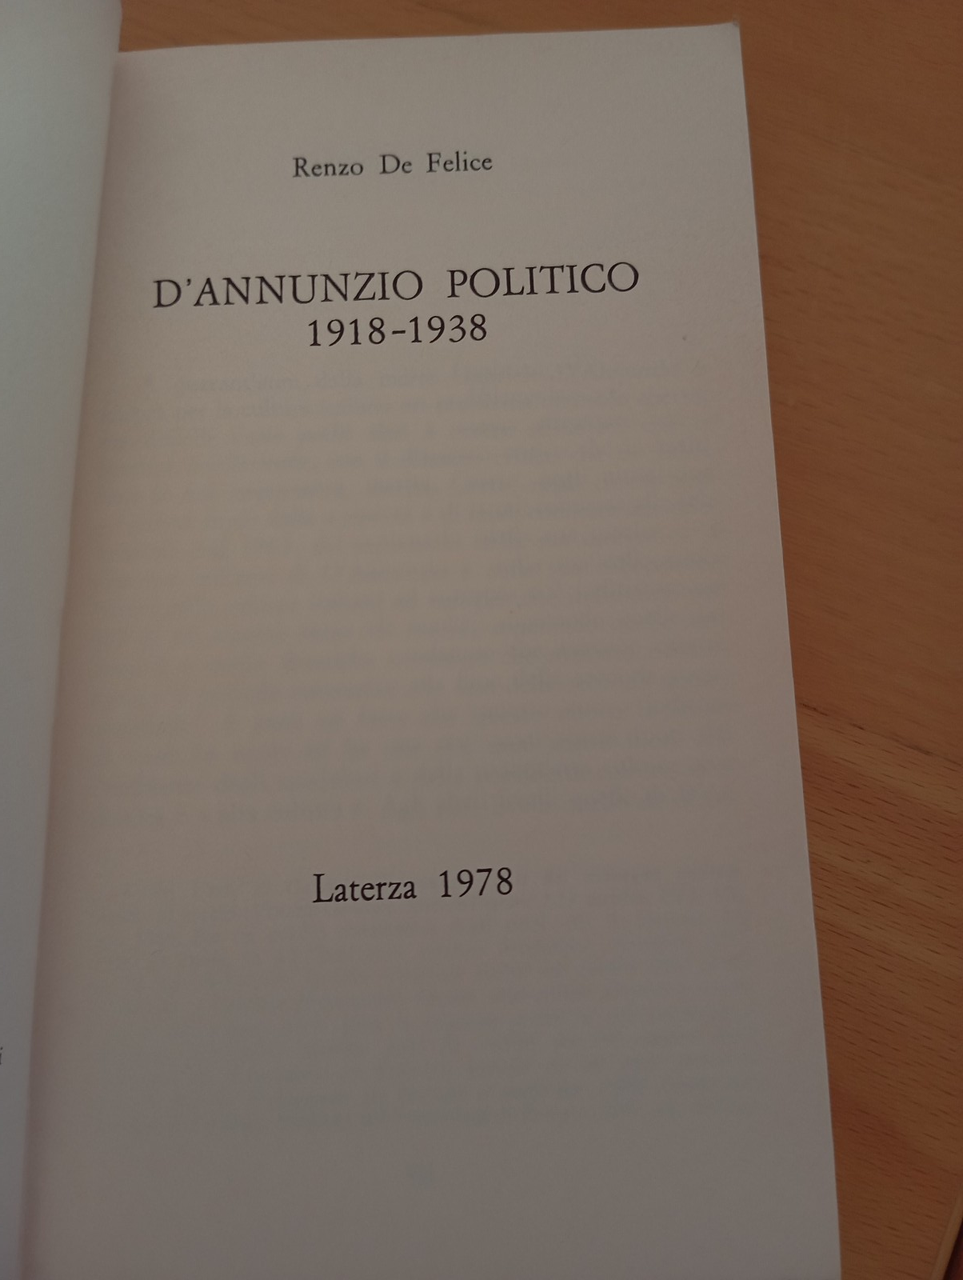 Renzo De Felice
D'ANNUNZIO POLITICO
1918-1938
Laterza 1978